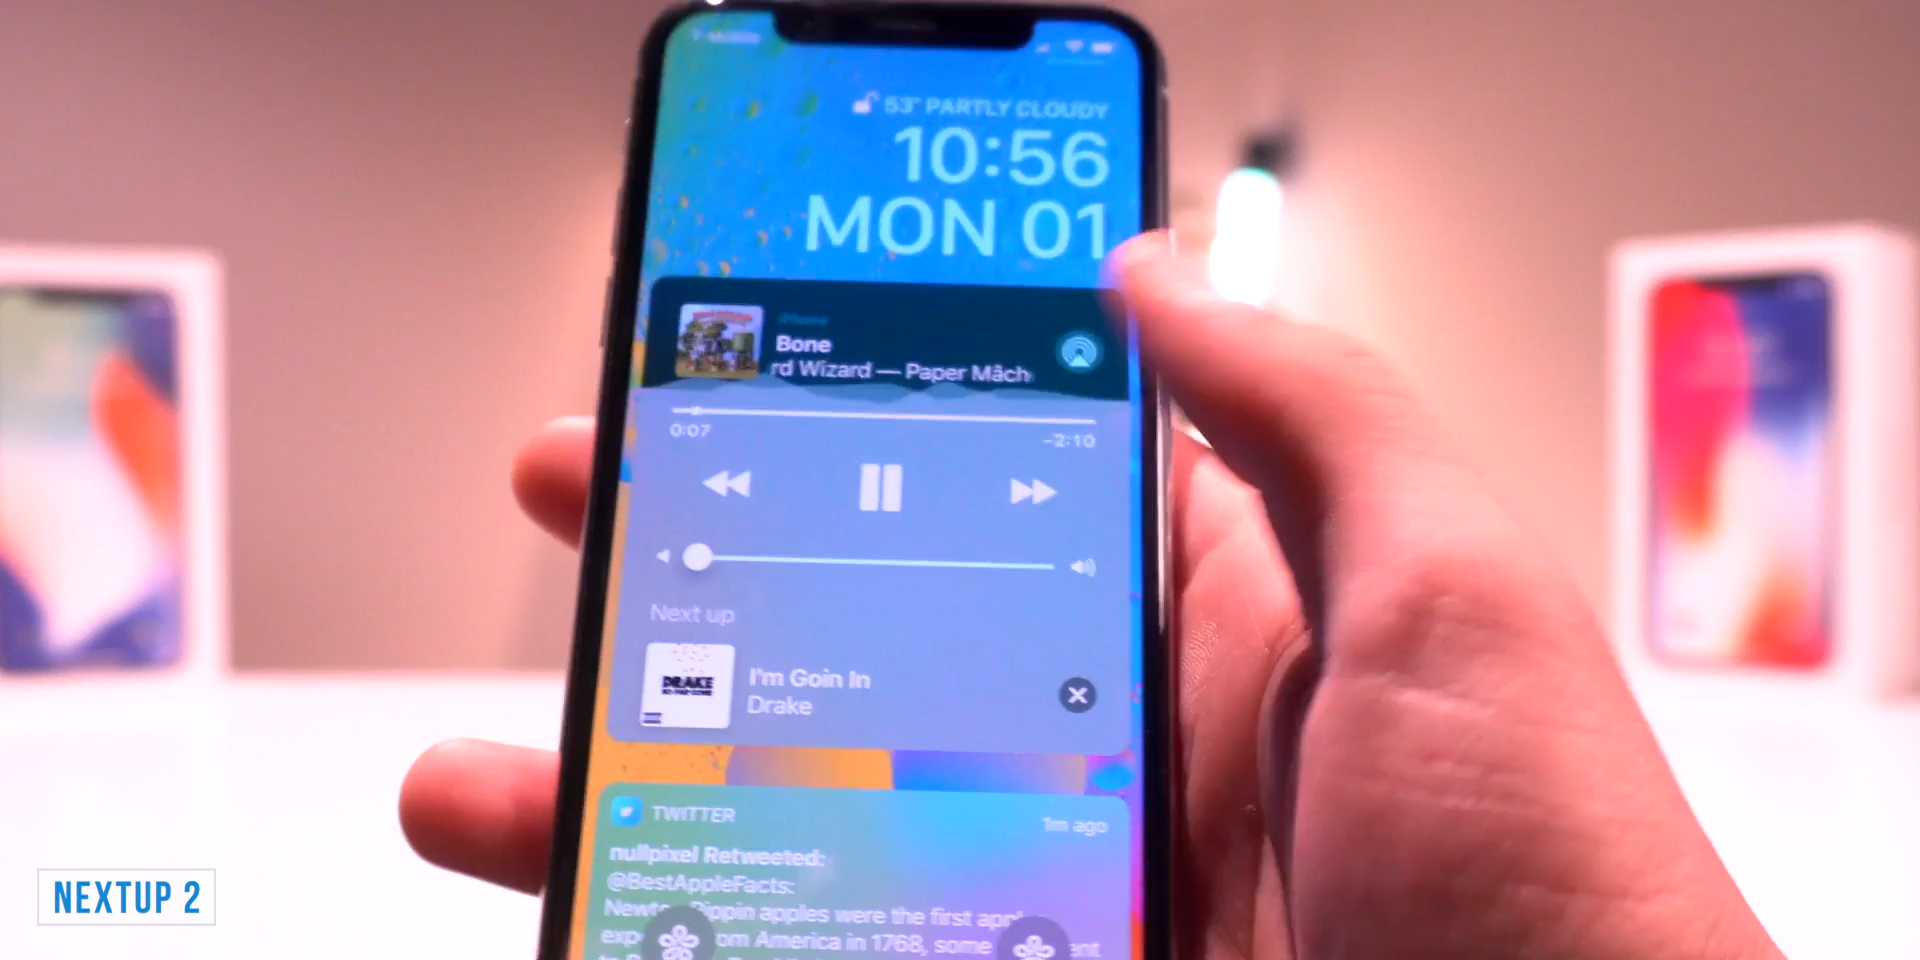 53° PARTLY CLOUDY
10:56
MON 01
iPhone
Bone
rd Wizard — Paper Mâch
0:07
-2:10
Next up
I'm Goin In
Drake
DRAKE
TWITTER
1m ago
nullpixel Retweeted:
@BestAppleFacts:
Pippin apples were the first
om America in 1768, some
NEXTUP 2